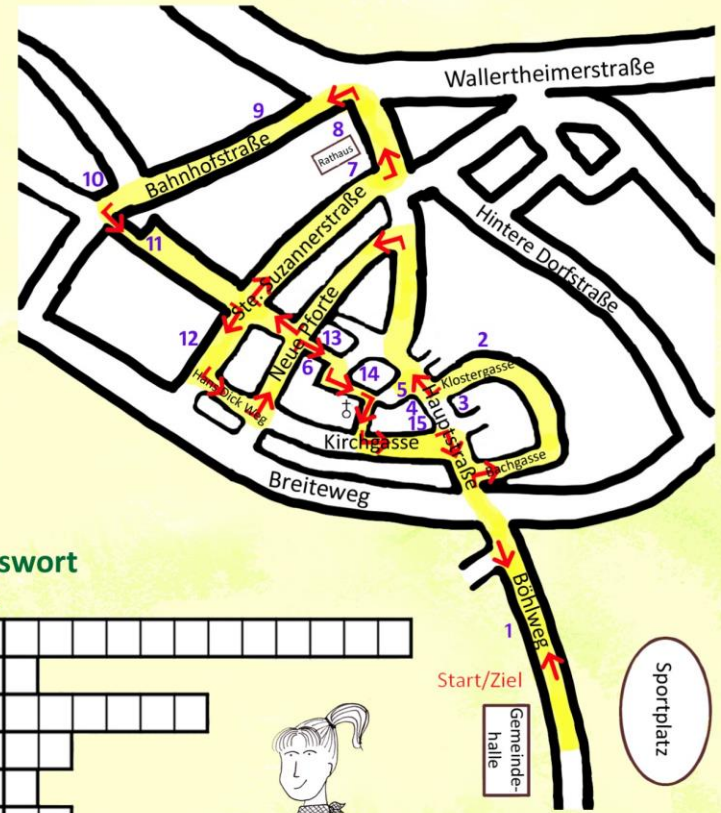 Wallertheimerstraße
9
8
Rathaus
7
Bahnhofstraße
10
11
Ste. Suzannerstraße
Hintere Dorfstraße
Neue Pforte
12
13
6
14
2
Klostergasse
3
5
4
15
Hauptstraße
Hans Dick Weg
Kirchgasse
Bachgasse
Breiteweg
swort
Böhlweg
1
Start/Ziel
Gemeinde-
halle
Sportplatz